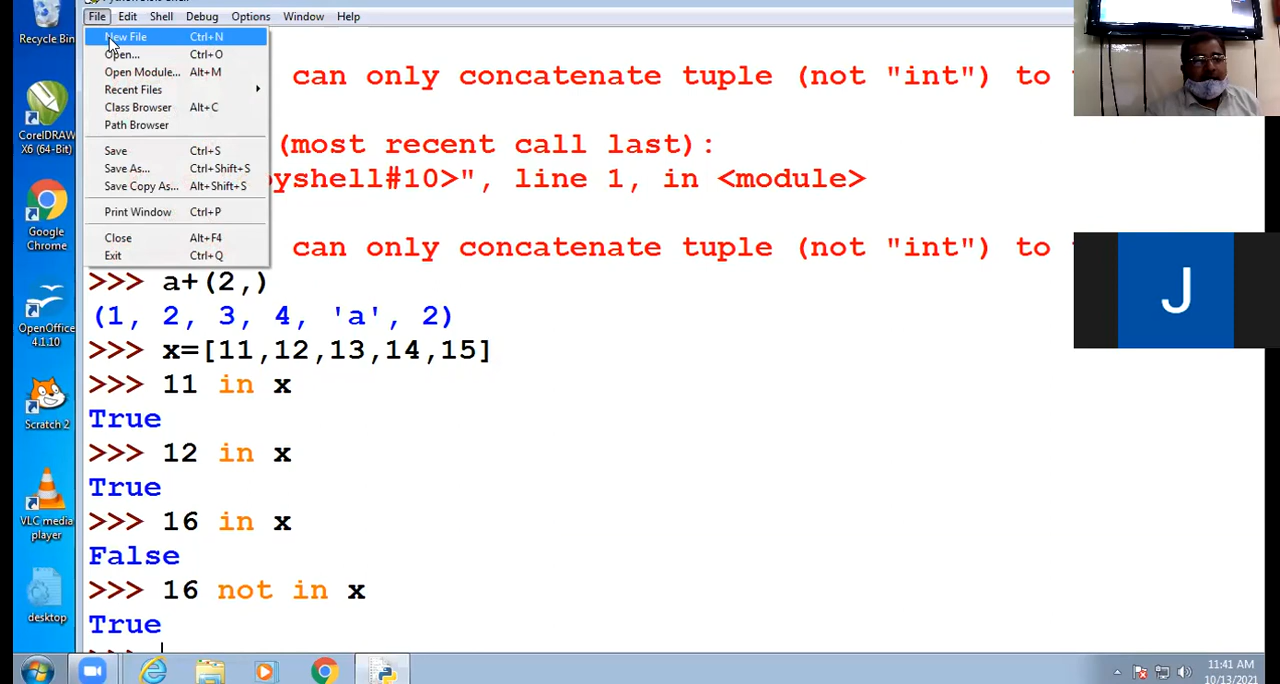 Recycle Bin
File Edit Shell Debug Options Window Help
New File Ctrl+N
Open... Ctrl+O
Open Module... Alt+M
Recent Files
Class Browser Alt+C
Path Browser
Save Ctrl+S
Save As... Ctrl+Shift+S
Save Copy As... Alt+Shift+S
Print Window Ctrl+P
Close Alt+F4
Exit Ctrl+Q
can only concatenate tuple (not "int") to
(most recent call last):
pyshell#10>", line 1, in <module>
can only concatenate tuple (not "int") to
>>> a+(2,)
(1, 2, 3, 4, 'a', 2)
>>> x=[11,12,13,14,15]
>>> 11 in x
True
>>> 12 in x
True
>>> 16 in x
False
>>> 16 not in x
True
>>>
CorelDRAW
X6 (64-Bit)
Google
Chrome
OpenOffice
4.1.10
Scratch 2
VLC media
player
desktop
J
11:41 AM
10/13/2021